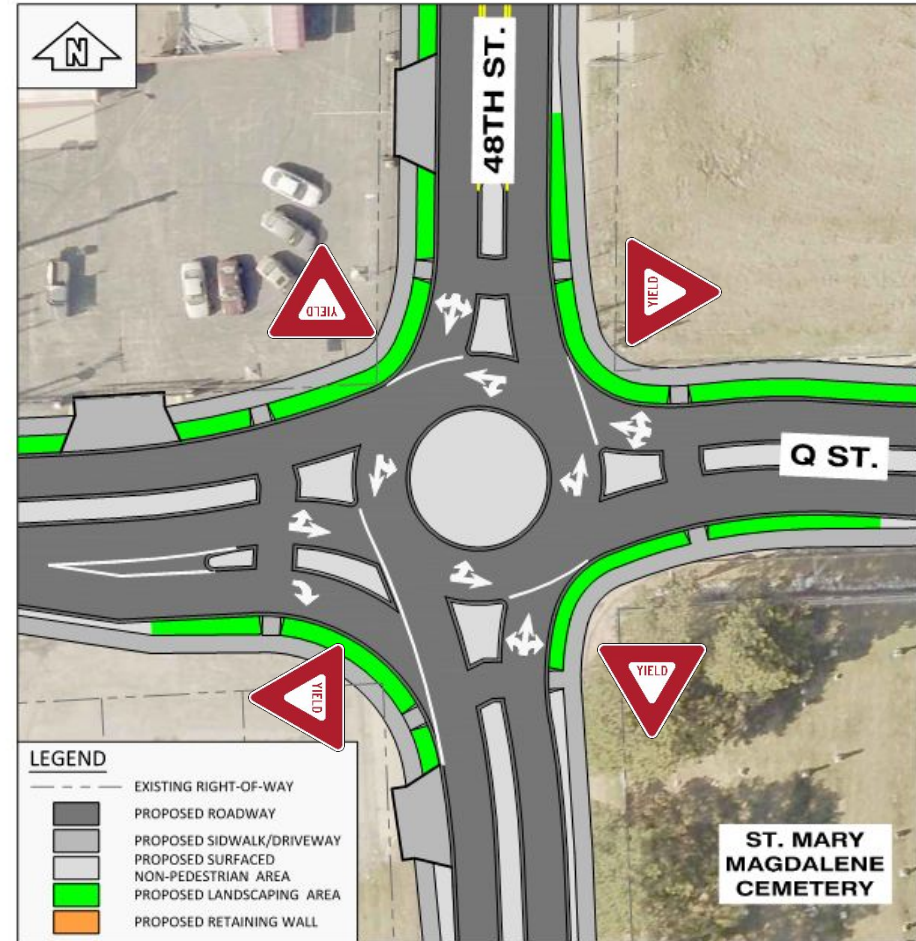 N
48TH ST.
YIELD
YIELD
Q ST.
YIELD
YIELD
LEGEND
EXISTING RIGHT-OF-WAY
PROPOSED ROADWAY
PROPOSED SIDWALK/DRIVEWAY
PROPOSED SURFACED
NON-PEDESTRIAN AREA
PROPOSED LANDSCAPING AREA
PROPOSED RETAINING WALL
ST. MARY
MAGDALENE
CEMETERY